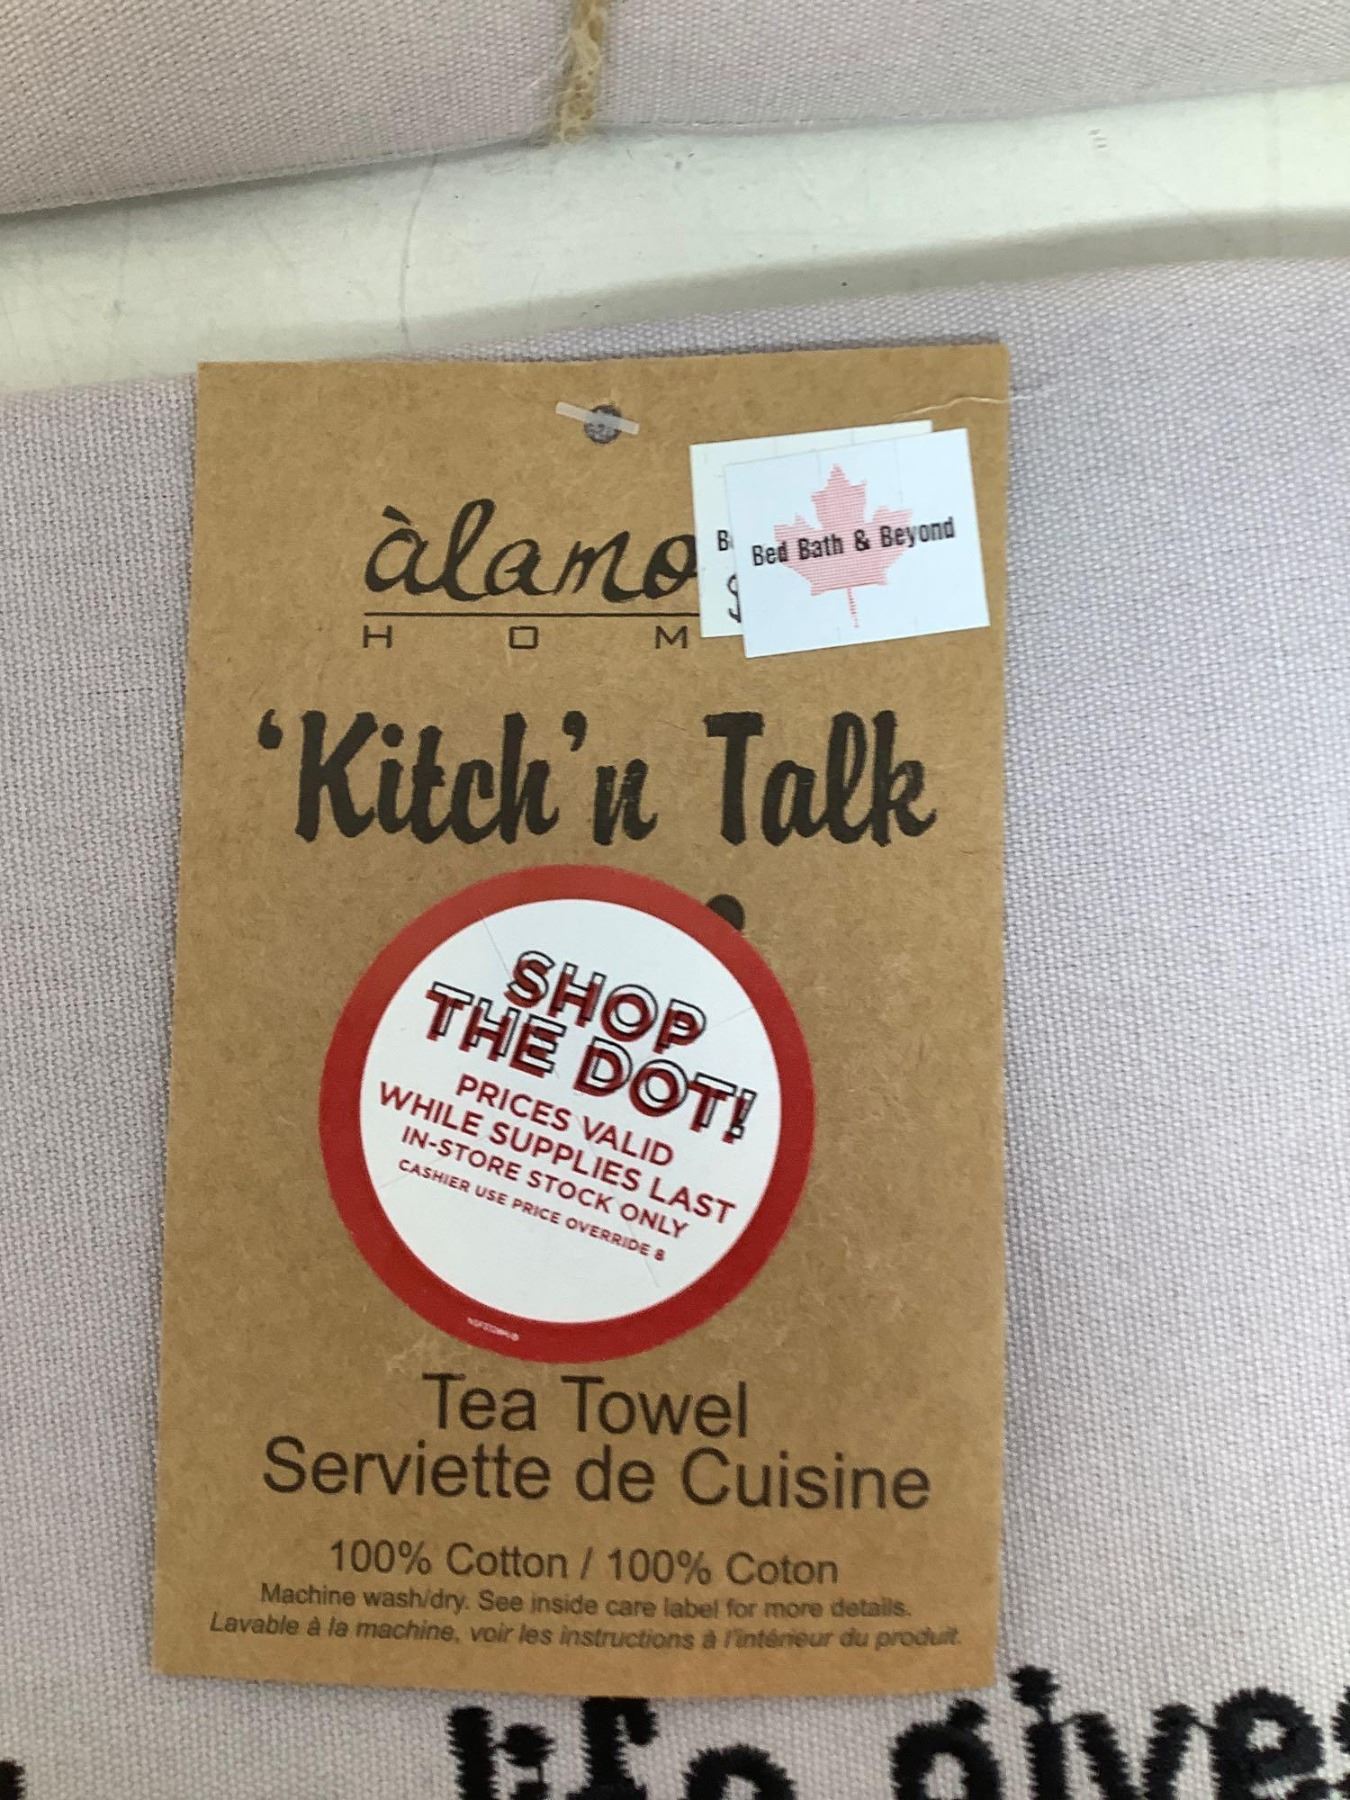 àlamo
HOM
B
$
Bed Bath & Beyond
'Kitch'n Talk
SHOP
THE DOT!
PRICES VALID
WHILE SUPPLIES LAST
IN-STORE STOCK ONLY
CASHIER USE PRICE OVERRIDE 8
Tea Towel
Serviette de Cuisine
100% Cotton / 100% Coton
Machine wash/dry. See inside care label for more details.
Lavable à la machine, voir les instructions à l'intérieur du produit.
life gives